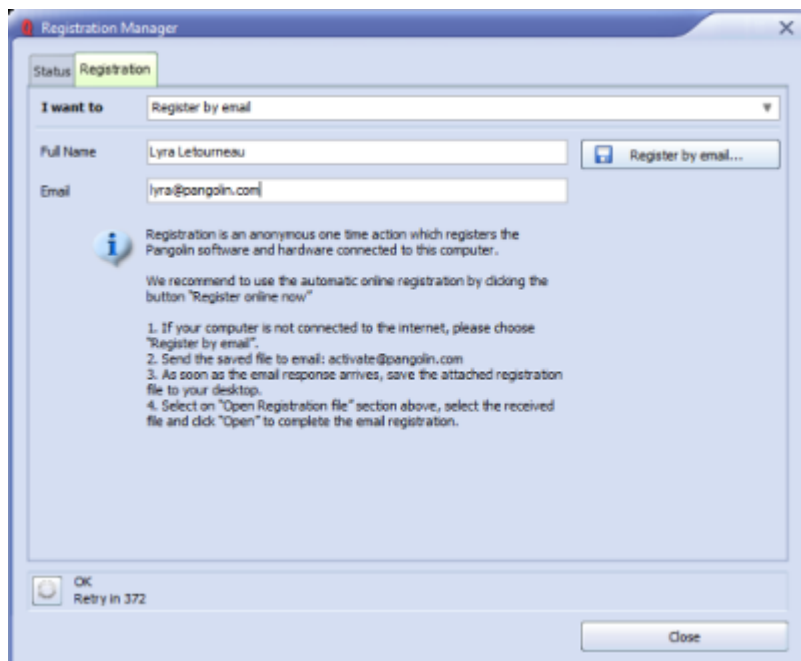 Registration Manager
Status Registration
I want to Register by email
Full Name Lyra Letourneau Register by email...
Email lyra@pangolin.com
Registration is an anonymous one time action which registers the
Pangolin software and hardware connected to this computer.
We recommend to use the automatic online registration by clicking the
button "Register online now"
1. If your computer is not connected to the internet, please choose
"Register by email".
2. Send the saved file to email: activate@pangolin.com
3. As soon as the email response arrives, save the attached registration
file to your desktop.
4. Select on "Open Registration file" section above, select the received
file and click "Open" to complete the email registration.
OK
Retry in 372
Close